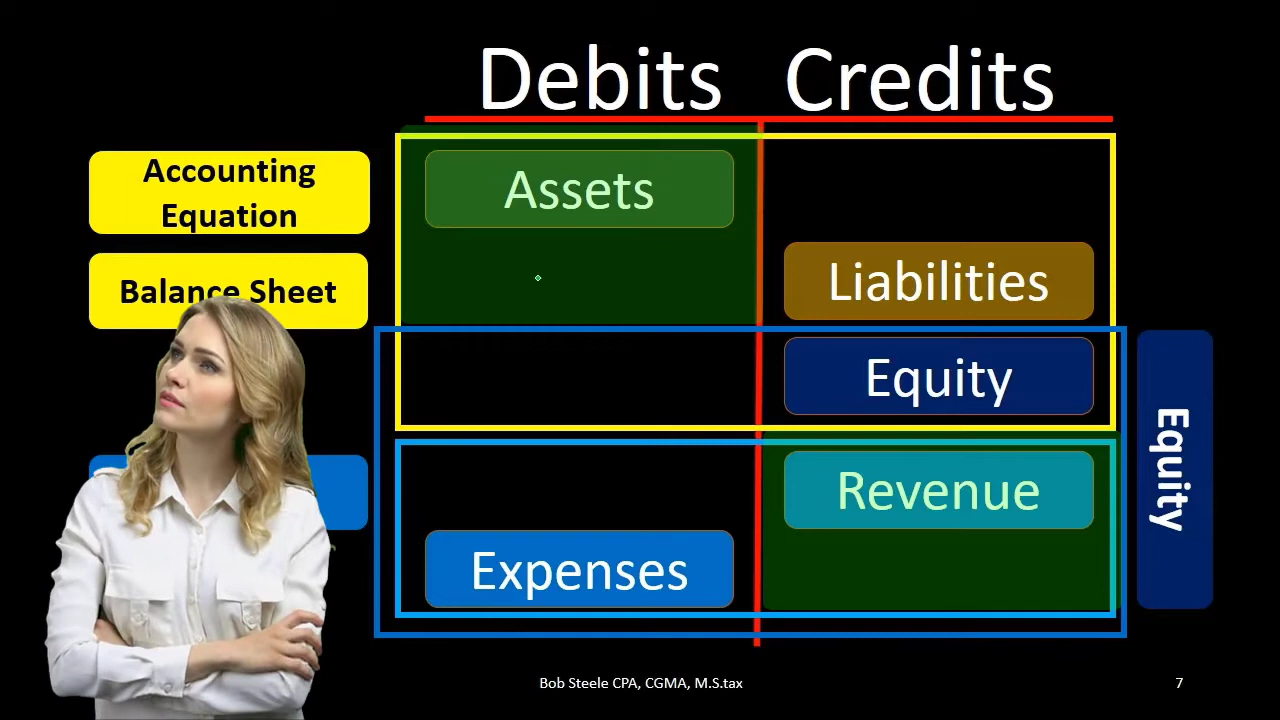 Debits Credits
Accounting
Equation
Assets
Balance Sheet
Liabilities
Equity
Equity
Revenue
Expenses
Bob Steele CPA, CGMA, M.S.tax
7